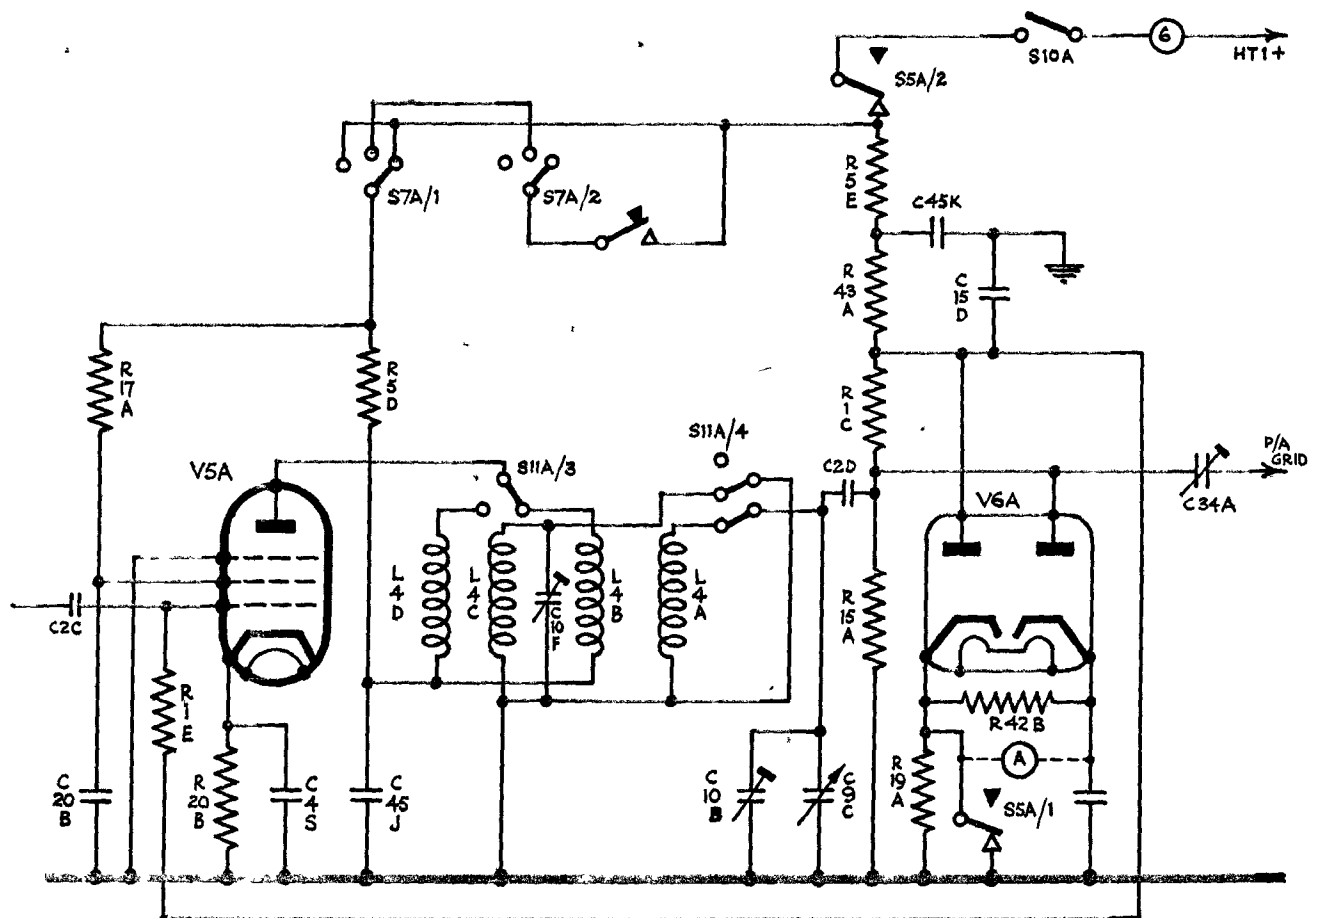 6
HT1+
S10A
S5A/2
R5E
C45K
S7A/1
S7A/2
R43A
C15D
R17A
R5D
R1C
S11A/4
P/A
GRID
V5A
S11A/3
C2D
V6A
C34A
L4D
L4C
C10F
L4B
L4A
R15A
C2C
R1E
R42B
C20B
R20B
C4S
C45J
C10B
C9C
R19A
A
S5A/1